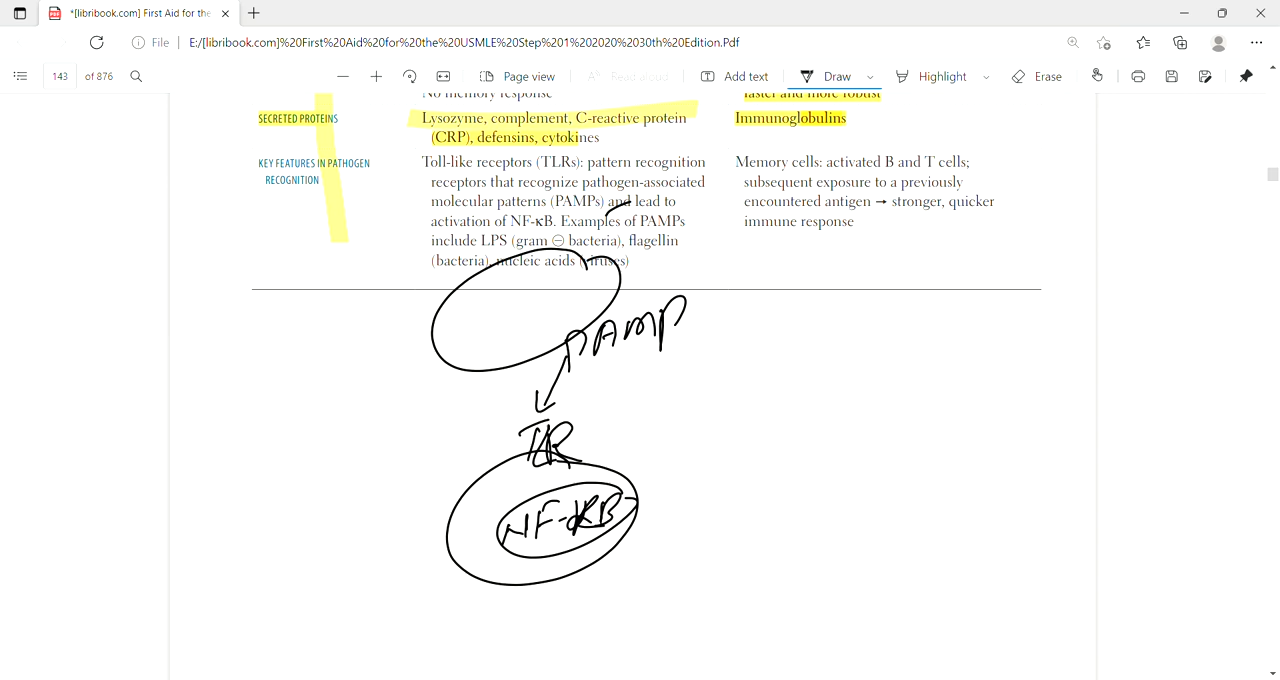 *[libribook.com] First Aid for the
File E:/[libribook.com]%20First%20Aid%20for%20the%20USMLE%20Step%201%202020%2030th%20Edition.Pdf
143 of 876 Page view Read aloud Add text Draw Highlight Erase
No memory response
faster and more robust
SECRETED PROTEINS
Lysozyme, complement, C-reactive protein
(CRP), defensins, cytokines
Immunoglobulins
KEY FEATURES IN PATHOGEN
RECOGNITION
Toll-like receptors (TLRs): pattern recognition
receptors that recognize pathogen-associated
molecular patterns (PAMPs) and lead to
activation of NF-κB. Examples of PAMPs
include LPS (gram ⊖ bacteria), flagellin
(bacteria), nucleic acids (viruses)
Memory cells: activated B and T cells;
subsequent exposure to a previously
encountered antigen → stronger, quicker
immune response
PAMP
NF-KB